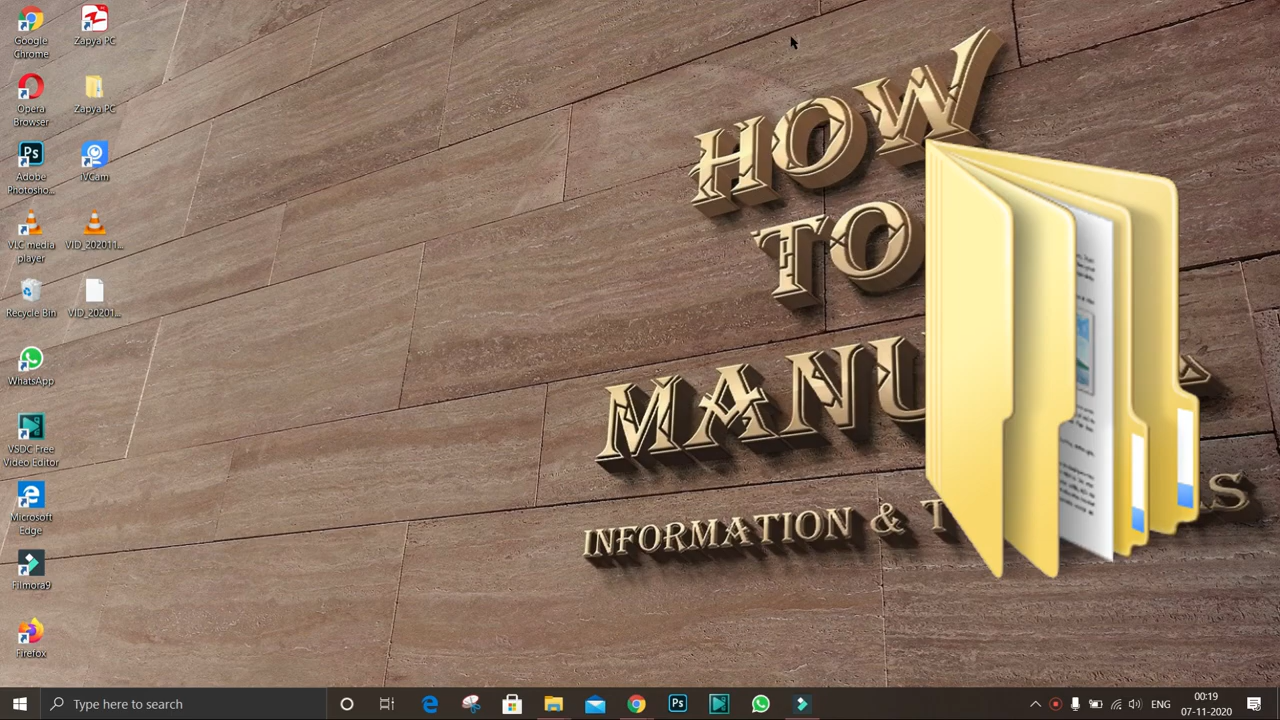 Google
Chrome
Zapya PC
Opera
Browser
Zapya PC
Ps
Adobe
Photosho...
iVCam
VLC media
player
VID_202011...
Recycle Bin
VID_20201...
WhatsApp
VSDC Free
Video Editor
Microsoft
Edge
Filmora9
Firefox
HOW
TO
MANU
INFORMATION & T
S
Type here to search
Ps
ENG
00:19
07-11-2020